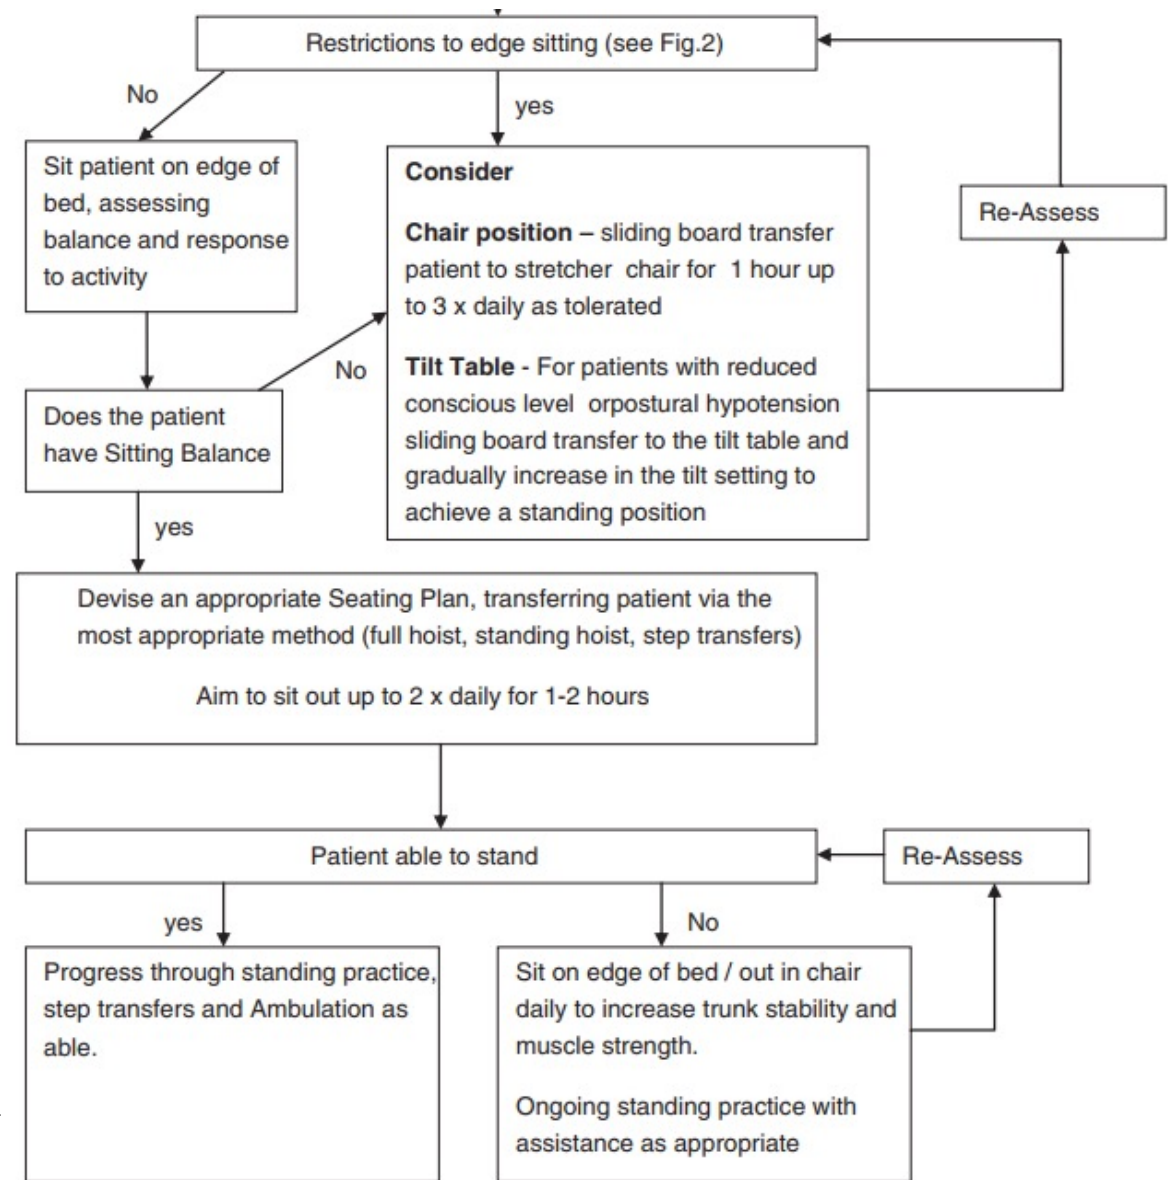 Restrictions to edge sitting (see Fig.2)
No
yes
Sit patient on edge of
bed, assessing
balance and response
to activity
Consider
Chair position – sliding board transfer
patient to stretcher chair for 1 hour up
to 3 x daily as tolerated
Tilt Table - For patients with reduced
conscious level orpostural hypotension
sliding board transfer to the tilt table and
gradually increase in the tilt setting to
achieve a standing position
Re-Assess
No
Does the patient
have Sitting Balance
yes
Devise an appropriate Seating Plan, transferring patient via the
most appropriate method (full hoist, standing hoist, step transfers)
Aim to sit out up to 2 x daily for 1-2 hours
Patient able to stand
Re-Assess
yes
No
Progress through standing practice,
step transfers and Ambulation as
able.
Sit on edge of bed / out in chair
daily to increase trunk stability and
muscle strength.
Ongoing standing practice with
assistance as appropriate